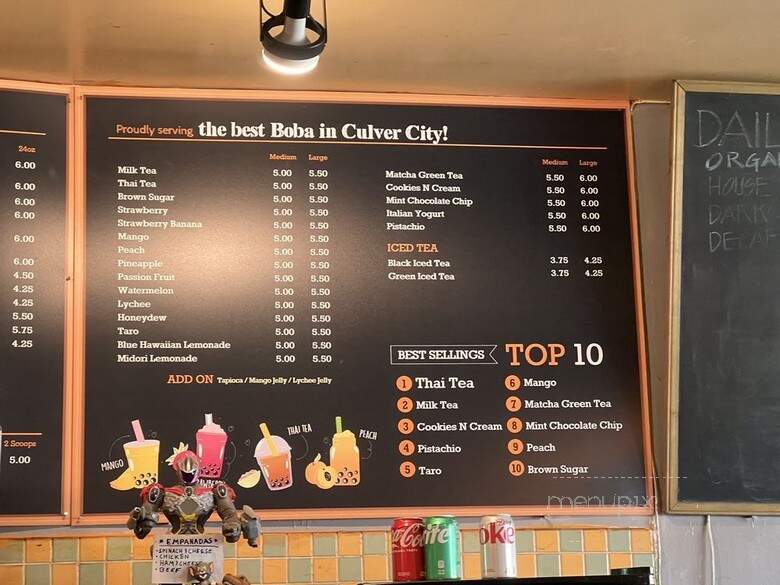 Proudly serving the best Boba in Culver City!
24oz
6.00
6.00
6.00
6.00
6.00
6.00
4.50
4.25
4.25
5.50
5.75
4.25
2 Scoops
5.00
Medium Large
Milk Tea 5.00 5.50
Thai Tea 5.00 5.50
Brown Sugar 5.00 5.50
Strawberry 5.00 5.50
Strawberry Banana 5.00 5.50
Mango 5.00 5.50
Peach 5.00 5.50
Pineapple 5.00 5.50
Passion Fruit 5.00 5.50
Watermelon 5.00 5.50
Lychee 5.00 5.50
Honeydew 5.00 5.50
Taro 5.00 5.50
Blue Hawaiian Lemonade 5.00 5.50
Midori Lemonade 5.00 5.50
ADD ON Tapioca / Mango Jelly / Lychee Jelly
MANGO
THAI TEA
PEACH
Medium Large
Matcha Green Tea 5.50 6.00
Cookies N Cream 5.50 6.00
Mint Chocolate Chip 5.50 6.00
Italian Yogurt 5.50 6.00
Pistachio 5.50 6.00
ICED TEA
Black Iced Tea 3.75 4.25
Green Iced Tea 3.75 4.25
BEST SELLINGS TOP 10
1 Thai Tea
2 Milk Tea
3 Cookies N Cream
4 Pistachio
5 Taro
6 Mango
7 Matcha Green Tea
8 Mint Chocolate Chip
9 Peach
10 Brown Sugar
DAIL
ORGA
HOUSE
DARK
DECAF
menupix
EMPANADAS
-SPINACH & CHEESE
-CHICKEN
-HAM & CHEESE
-BEEF
Coca-Cola
oke